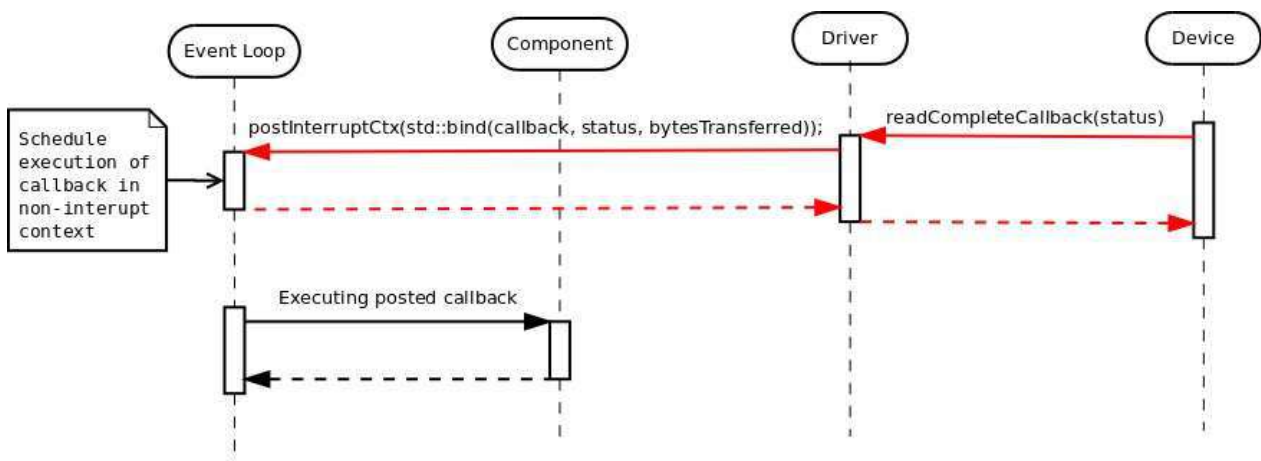 Event Loop
Component
Driver
Device
postInterruptCtx(std::bind(callback, status, bytesTransferred));
readCompleteCallback(status)
Schedule
execution of
callback in
non-interupt
context
Executing posted callback